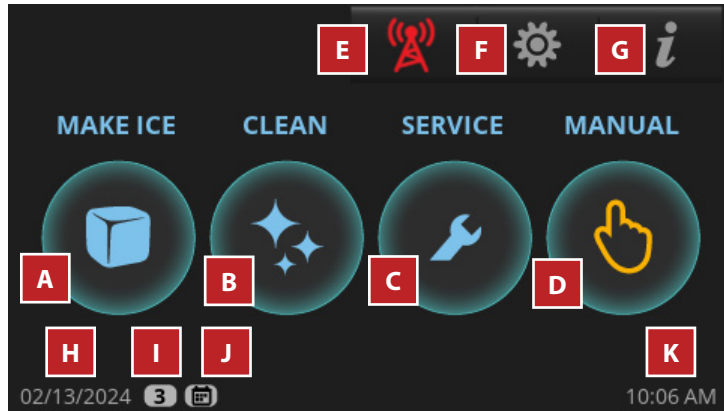 E F G i
MAKE ICE CLEAN SERVICE MANUAL
A B C D
H I J K
02/13/2024 3 10:06 AM